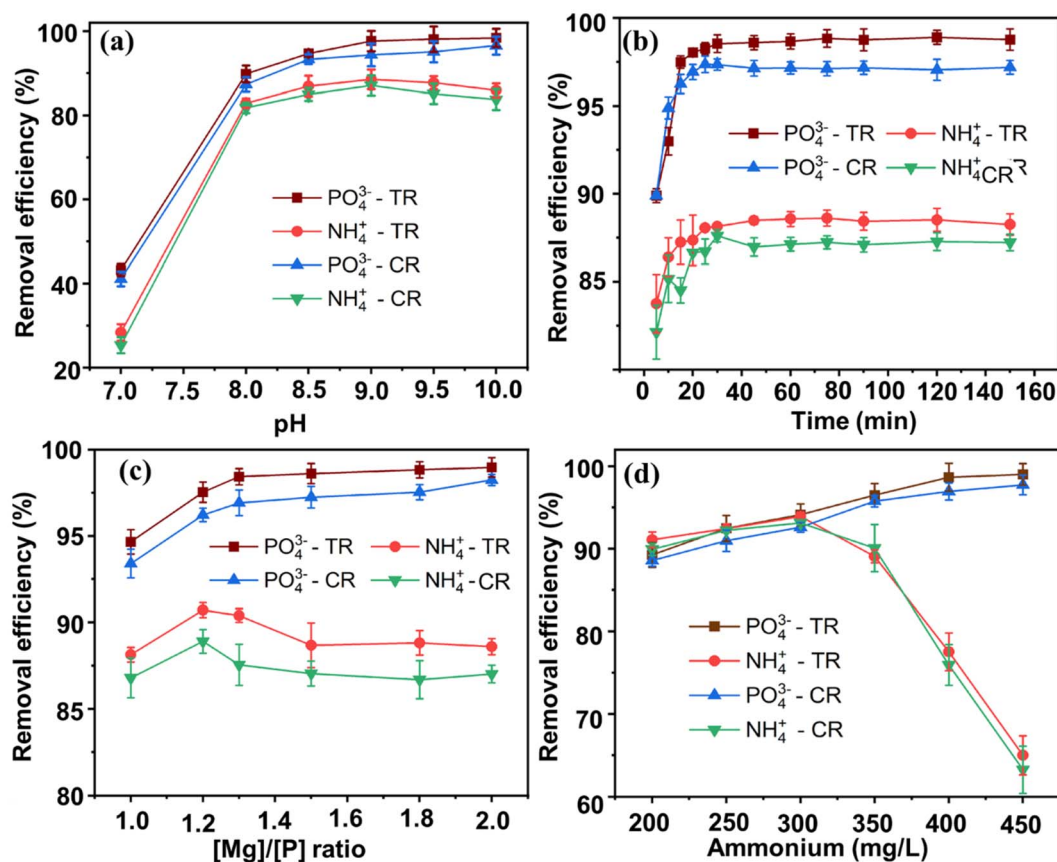 (a)
Removal efficiency (%)
100
80
60
40
20
PO₄³⁻ - TR
NH₄⁺ - TR
PO₄³⁻ - CR
NH₄⁺ - CR
7.0 7.5 8.0 8.5 9.0 9.5 10.0
pH
(b)
Removal efficiency (%)
100
95
90
85
PO₄³⁻ - TR NH₄⁺ - TR
PO₄³⁻ - CR NH₄⁺CR
0 20 40 60 80 100 120 140 160
Time (min)
(c)
Removal efficiency (%)
100
95
90
85
80
PO₄³⁻ - TR NH₄⁺ - TR
PO₄³⁻ - CR NH₄⁺-CR
1.0 1.2 1.4 1.6 1.8 2.0
[Mg]/[P] ratio
(d)
Removal efficiency (%)
100
90
80
70
60
PO₄³⁻ - TR
NH₄⁺ - TR
PO₄³⁻ - CR
NH₄⁺ - CR
200 250 300 350 400 450
Ammonium (mg/L)